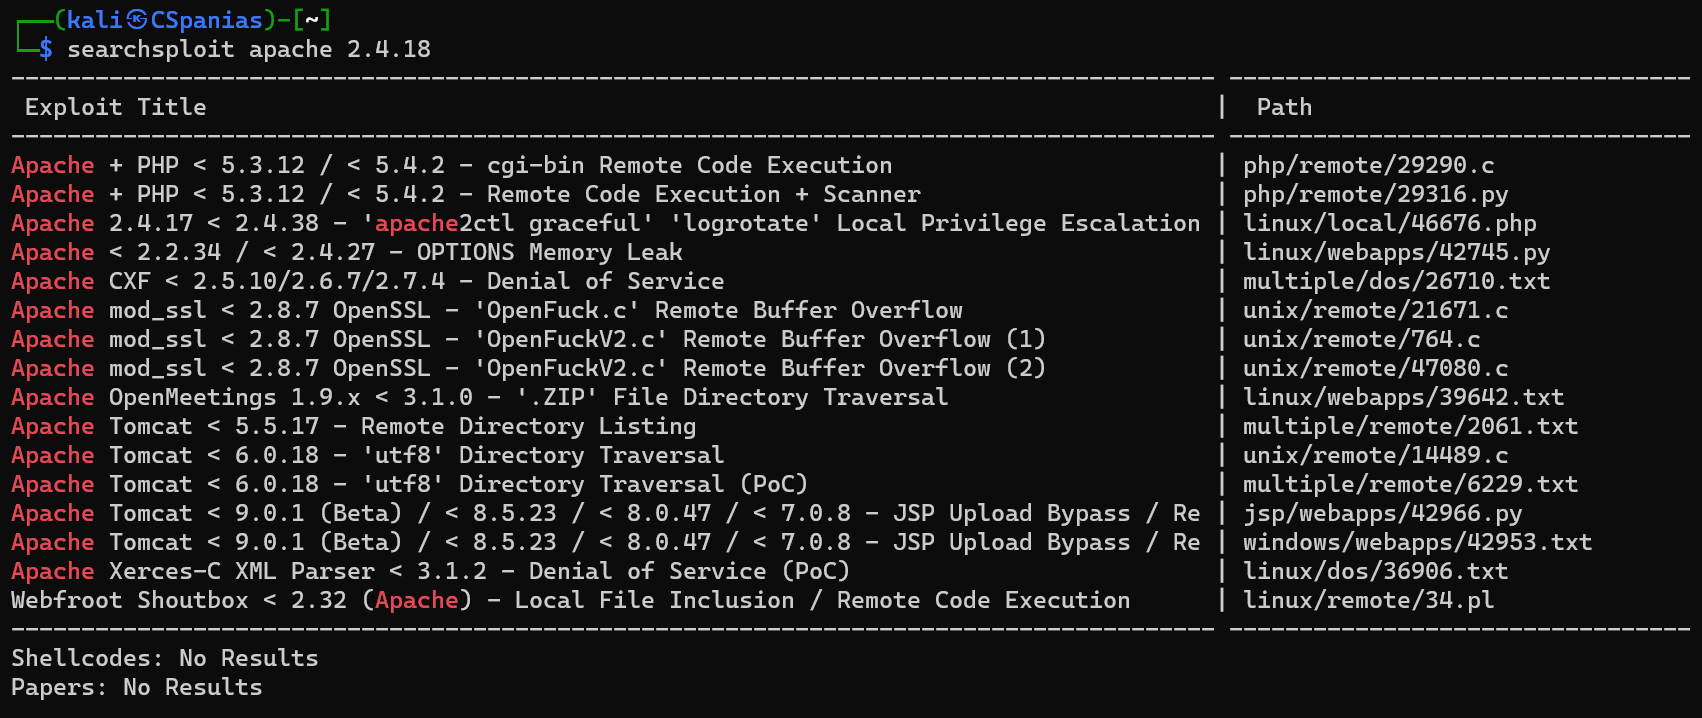 ┌──(kali㉿CSpanias)-[~]
└─$ searchsploit apache 2.4.18
-------------------------------------------------------------------------------------- ---------------------------------
 Exploit Title                                                                        |  Path
-------------------------------------------------------------------------------------- ---------------------------------
Apache + PHP < 5.3.12 / < 5.4.2 - cgi-bin Remote Code Execution                       | php/remote/29290.c
Apache + PHP < 5.3.12 / < 5.4.2 - Remote Code Execution + Scanner                     | php/remote/29316.py
Apache 2.4.17 < 2.4.38 - 'apache2ctl graceful' 'logrotate' Local Privilege Escalation | linux/local/46676.php
Apache < 2.2.34 / < 2.4.27 - OPTIONS Memory Leak                                      | linux/webapps/42745.py
Apache CXF < 2.5.10/2.6.7/2.7.4 - Denial of Service                                   | multiple/dos/26710.txt
Apache mod_ssl < 2.8.7 OpenSSL - 'OpenFuck.c' Remote Buffer Overflow                  | unix/remote/21671.c
Apache mod_ssl < 2.8.7 OpenSSL - 'OpenFuckV2.c' Remote Buffer Overflow (1)            | unix/remote/764.c
Apache mod_ssl < 2.8.7 OpenSSL - 'OpenFuckV2.c' Remote Buffer Overflow (2)            | unix/remote/47080.c
Apache OpenMeetings 1.9.x < 3.1.0 - '.ZIP' File Directory Traversal                   | linux/webapps/39642.txt
Apache Tomcat < 5.5.17 - Remote Directory Listing                                     | multiple/remote/2061.txt
Apache Tomcat < 6.0.18 - 'utf8' Directory Traversal                                   | unix/remote/14489.c
Apache Tomcat < 6.0.18 - 'utf8' Directory Traversal (PoC)                             | multiple/remote/6229.txt
Apache Tomcat < 9.0.1 (Beta) / < 8.5.23 / < 8.0.47 / < 7.0.8 - JSP Upload Bypass / Re | jsp/webapps/42966.py
Apache Tomcat < 9.0.1 (Beta) / < 8.5.23 / < 8.0.47 / < 7.0.8 - JSP Upload Bypass / Re | windows/webapps/42953.txt
Apache Xerces-C XML Parser < 3.1.2 - Denial of Service (PoC)                          | linux/dos/36906.txt
Webfroot Shoutbox < 2.32 (Apache) - Local File Inclusion / Remote Code Execution      | linux/remote/34.pl
-------------------------------------------------------------------------------------- ---------------------------------
Shellcodes: No Results
Papers: No Results